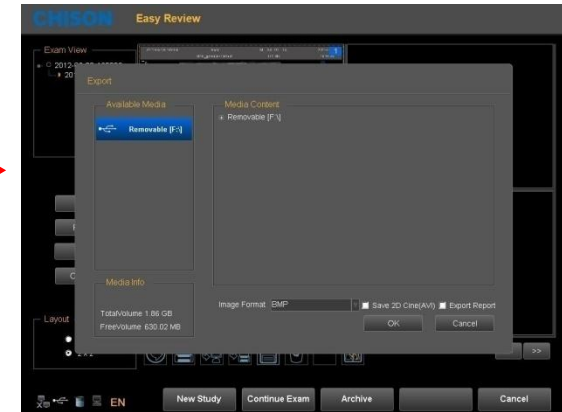 CHISON
Easy Review
Exam View
1
Export
Available Media
Removable [F:\]
Media Content
Removable [F:\]
Media Info
TotalVolume 1.86 GB
FreeVolume 630.02 MB
Image Format BMP
Save 2D Cine(AVI)
Export Report
OK
Cancel
Layout
>>
EN
New Study
Continue Exam
Archive
Cancel